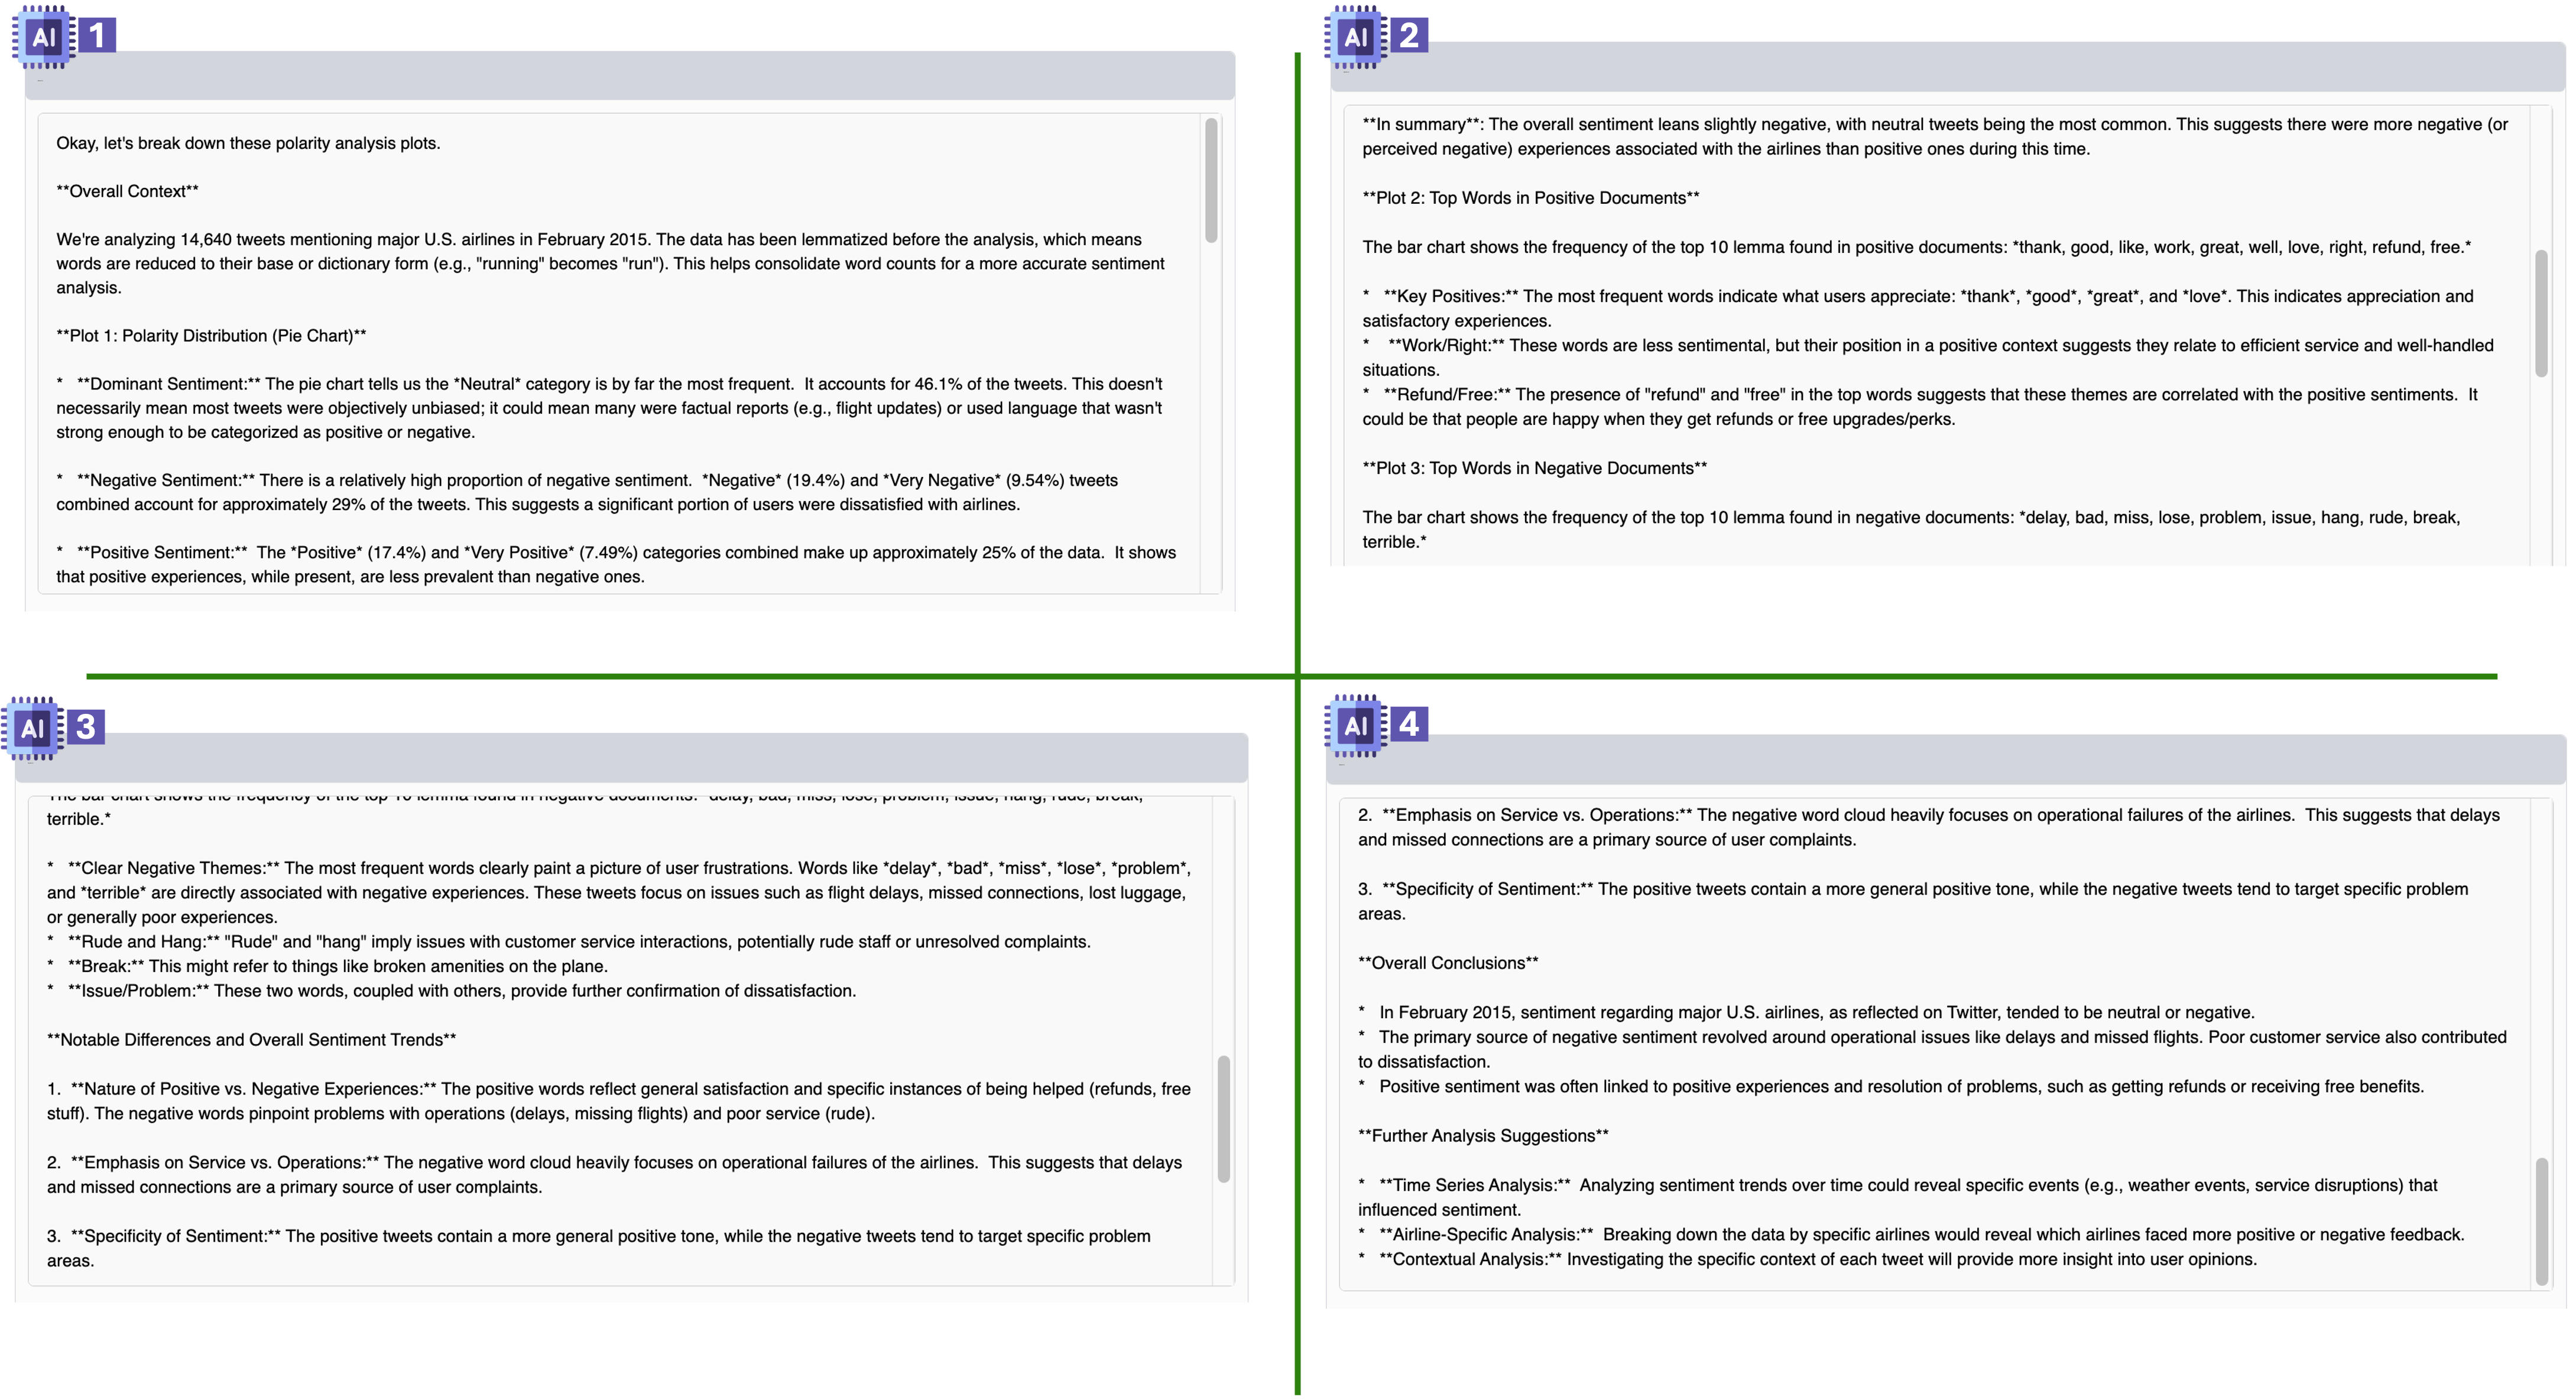 AI 1
Okay, let's break down these polarity analysis plots.
**Overall Context**
We're analyzing 14,640 tweets mentioning major U.S. airlines in February 2015. The data has been lemmatized before the analysis, which means
words are reduced to their base or dictionary form (e.g., "running" becomes "run"). This helps consolidate word counts for a more accurate sentiment
analysis.
**Plot 1: Polarity Distribution (Pie Chart)**
*   **Dominant Sentiment:** The pie chart tells us the *Neutral* category is by far the most frequent.  It accounts for 46.1% of the tweets. This doesn't
necessarily mean most tweets were objectively unbiased; it could mean many were factual reports (e.g., flight updates) or used language that wasn't
strong enough to be categorized as positive or negative.
*   **Negative Sentiment:** There is a relatively high proportion of negative sentiment.  *Negative* (19.4%) and *Very Negative* (9.54%) tweets
combined account for approximately 29% of the tweets. This suggests a significant portion of users were dissatisfied with airlines.
*   **Positive Sentiment:**  The *Positive* (17.4%) and *Very Positive* (7.49%) categories combined make up approximately 25% of the data.  It shows
that positive experiences, while present, are less prevalent than negative ones.
AI 2
**In summary**: The overall sentiment leans slightly negative, with neutral tweets being the most common. This suggests there were more negative (or
perceived negative) experiences associated with the airlines than positive ones during this time.
**Plot 2: Top Words in Positive Documents**
The bar chart shows the frequency of the top 10 lemma found in positive documents: *thank, good, like, work, great, well, love, right, refund, free.*
*   **Key Positives:** The most frequent words indicate what users appreciate: *thank*, *good*, *great*, and *love*. This indicates appreciation and
satisfactory experiences.
*    **Work/Right:** These words are less sentimental, but their position in a positive context suggests they relate to efficient service and well-handled
situations.
*   **Refund/Free:** The presence of "refund" and "free" in the top words suggests that these themes are correlated with the positive sentiments.  It
could be that people are happy when they get refunds or free upgrades/perks.
**Plot 3: Top Words in Negative Documents**
The bar chart shows the frequency of the top 10 lemma found in negative documents: *delay, bad, miss, lose, problem, issue, hang, rude, break,
terrible.*
AI 3
The bar chart shows the frequency of the top 10 lemma found in negative documents: *delay, bad, miss, lose, problem, issue, hang, rude, break,
terrible.*
*   **Clear Negative Themes:** The most frequent words clearly paint a picture of user frustrations. Words like *delay*, *bad*, *miss*, *lose*, *problem*,
and *terrible* are directly associated with negative experiences. These tweets focus on issues such as flight delays, missed connections, lost luggage,
or generally poor experiences.
*   **Rude and Hang:** "Rude" and "hang" imply issues with customer service interactions, potentially rude staff or unresolved complaints.
*   **Break:** This might refer to things like broken amenities on the plane.
*   **Issue/Problem:** These two words, coupled with others, provide further confirmation of dissatisfaction.
**Notable Differences and Overall Sentiment Trends**
1.  **Nature of Positive vs. Negative Experiences:** The positive words reflect general satisfaction and specific instances of being helped (refunds, free
stuff). The negative words pinpoint problems with operations (delays, missing flights) and poor service (rude).
2.  **Emphasis on Service vs. Operations:** The negative word cloud heavily focuses on operational failures of the airlines.  This suggests that delays
and missed connections are a primary source of user complaints.
3.  **Specificity of Sentiment:** The positive tweets contain a more general positive tone, while the negative tweets tend to target specific problem
areas.
AI 4
2.  **Emphasis on Service vs. Operations:** The negative word cloud heavily focuses on operational failures of the airlines.  This suggests that delays
and missed connections are a primary source of user complaints.
3.  **Specificity of Sentiment:** The positive tweets contain a more general positive tone, while the negative tweets tend to target specific problem
areas.
**Overall Conclusions**
*   In February 2015, sentiment regarding major U.S. airlines, as reflected on Twitter, tended to be neutral or negative.
*   The primary source of negative sentiment revolved around operational issues like delays and missed flights. Poor customer service also contributed
to dissatisfaction.
*   Positive sentiment was often linked to positive experiences and resolution of problems, such as getting refunds or receiving free benefits.
**Further Analysis Suggestions**
*   **Time Series Analysis:**  Analyzing sentiment trends over time could reveal specific events (e.g., weather events, service disruptions) that
influenced sentiment.
*   **Airline-Specific Analysis:**  Breaking down the data by specific airlines would reveal which airlines faced more positive or negative feedback.
*   **Contextual Analysis:** Investigating the specific context of each tweet will provide more insight into user opinions.